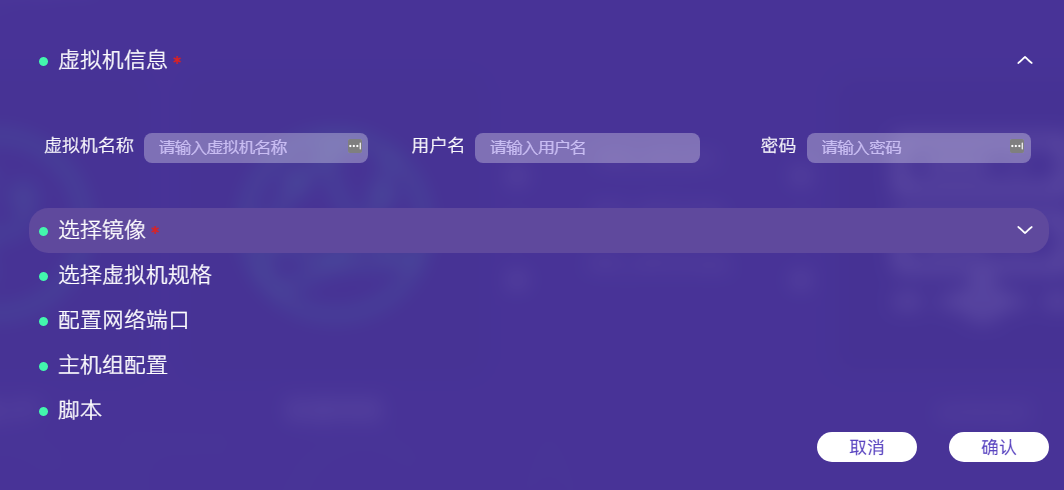 虚拟机信息 *
虚拟机名称 请输入虚拟机名称 用户名 请输入用户名 密码 请输入密码
选择镜像 *
选择虚拟机规格
配置网络端口
主机组配置
脚本
取消 确认